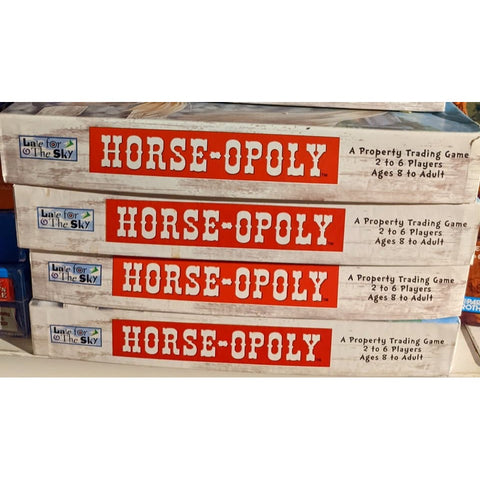 Late for
The Sky
HORSE-OPOLY
TM
A Property Trading Game
2 to 6 Players
Ages 8 to Adult
Late for
The Sky
HORSE-OPOLY
A Property Trading Game
2 to 6 Players
Ages 8 to Adult
Late for
The Sky
HORSE-OPOLY
A Property Trading Game
2 to 6 Players
Ages 8 to Adult
Late for
The Sky
HORSE-OPOLY
A Property Trading Game
2 to 6 Players
Ages 8 to Adult